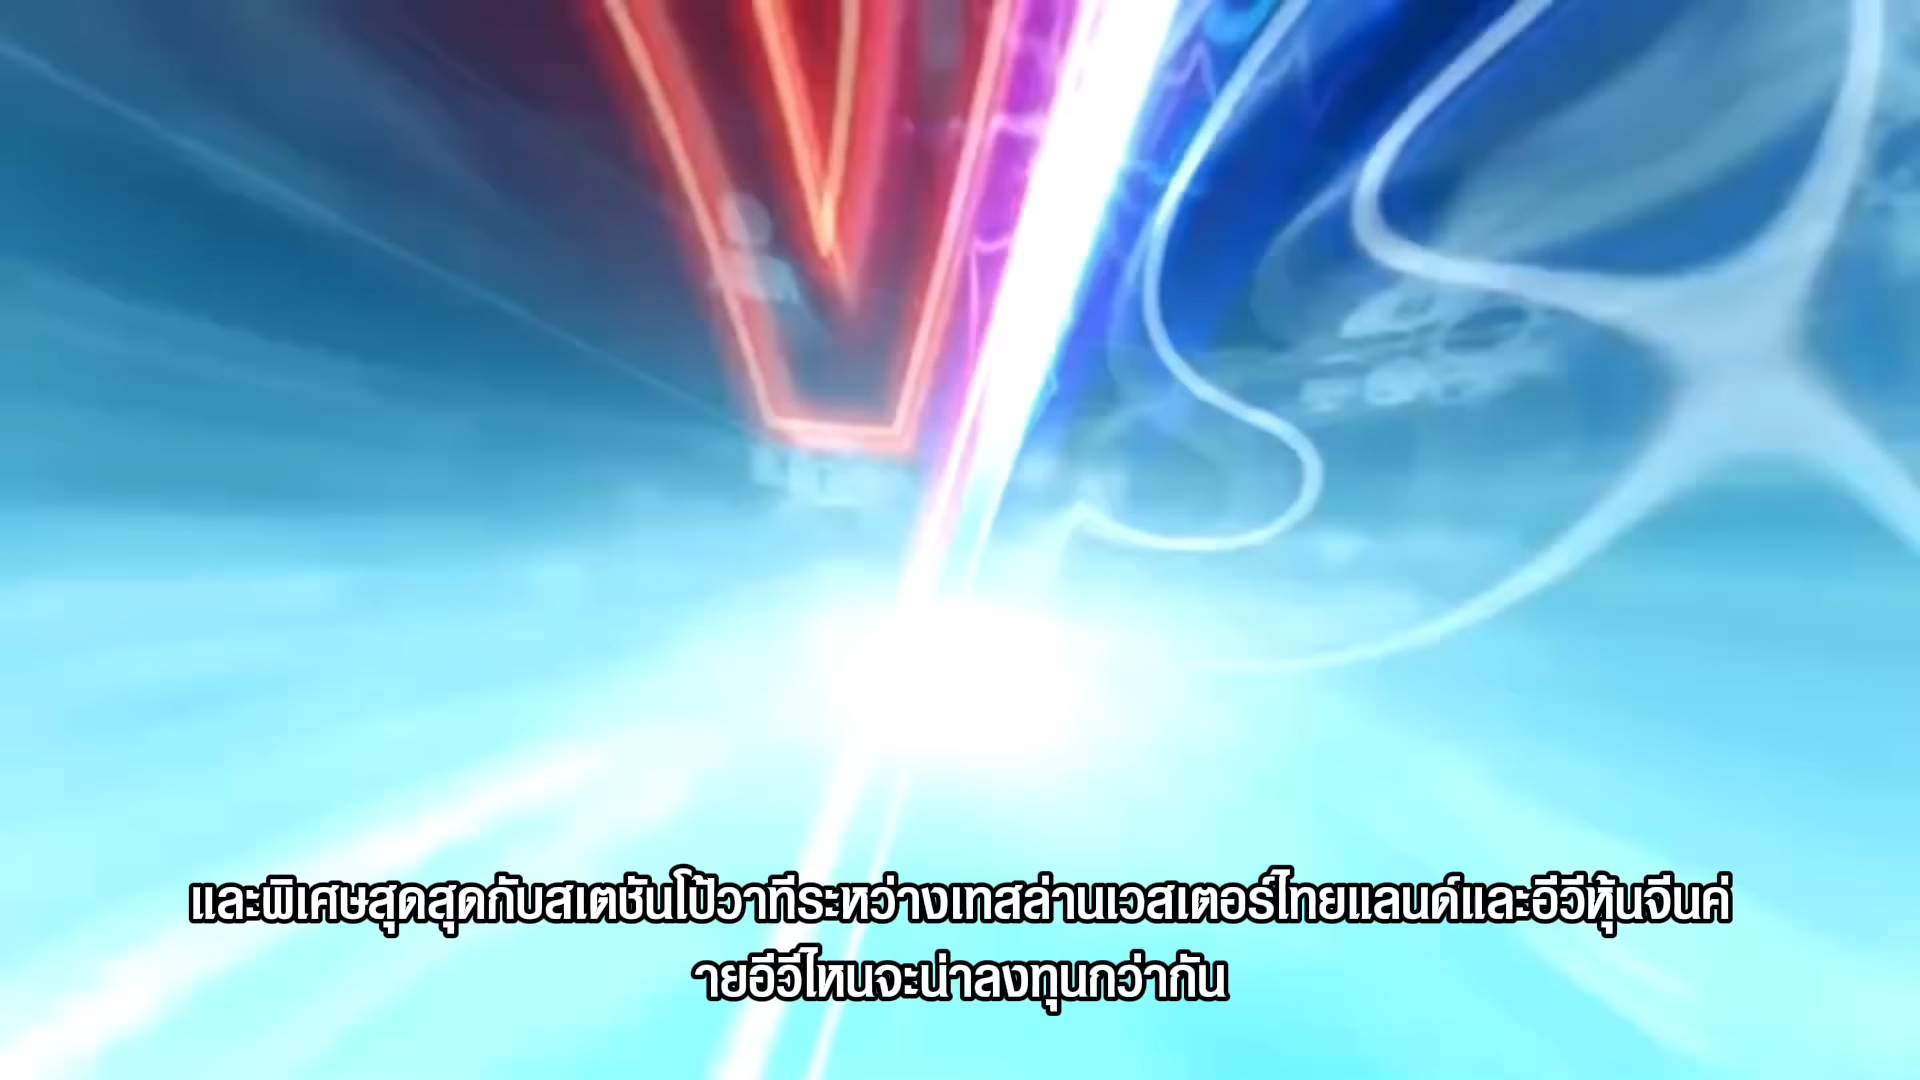 และพิเศษสุดสุดกับสเตชันโป้วาทีระหว่างเทสล่านเวสเตอร์ไทยแลนด์และอีวีหุ้นจีนค่
ายอีวีไหนจะน่าลงทุนกว่ากัน